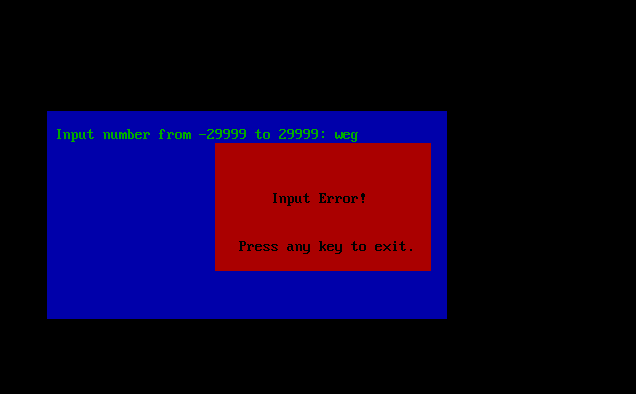 Input number from -29999 to 29999: weg
Input Error!
Press any key to exit.